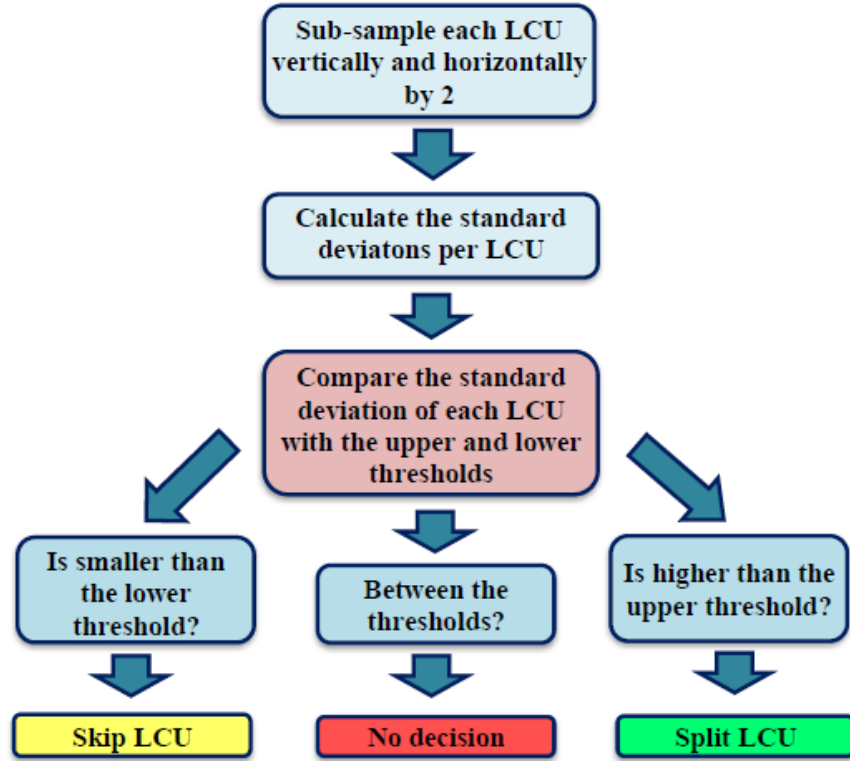 Sub-sample each LCU
vertically and horizontally
by 2
Calculate the standard
deviatons per LCU
Compare the standard
deviation of each LCU
with the upper and lower
thresholds
Is smaller than
the lower
threshold?
Between the
thresholds?
Is higher than the
upper threshold?
Skip LCU
No decision
Split LCU